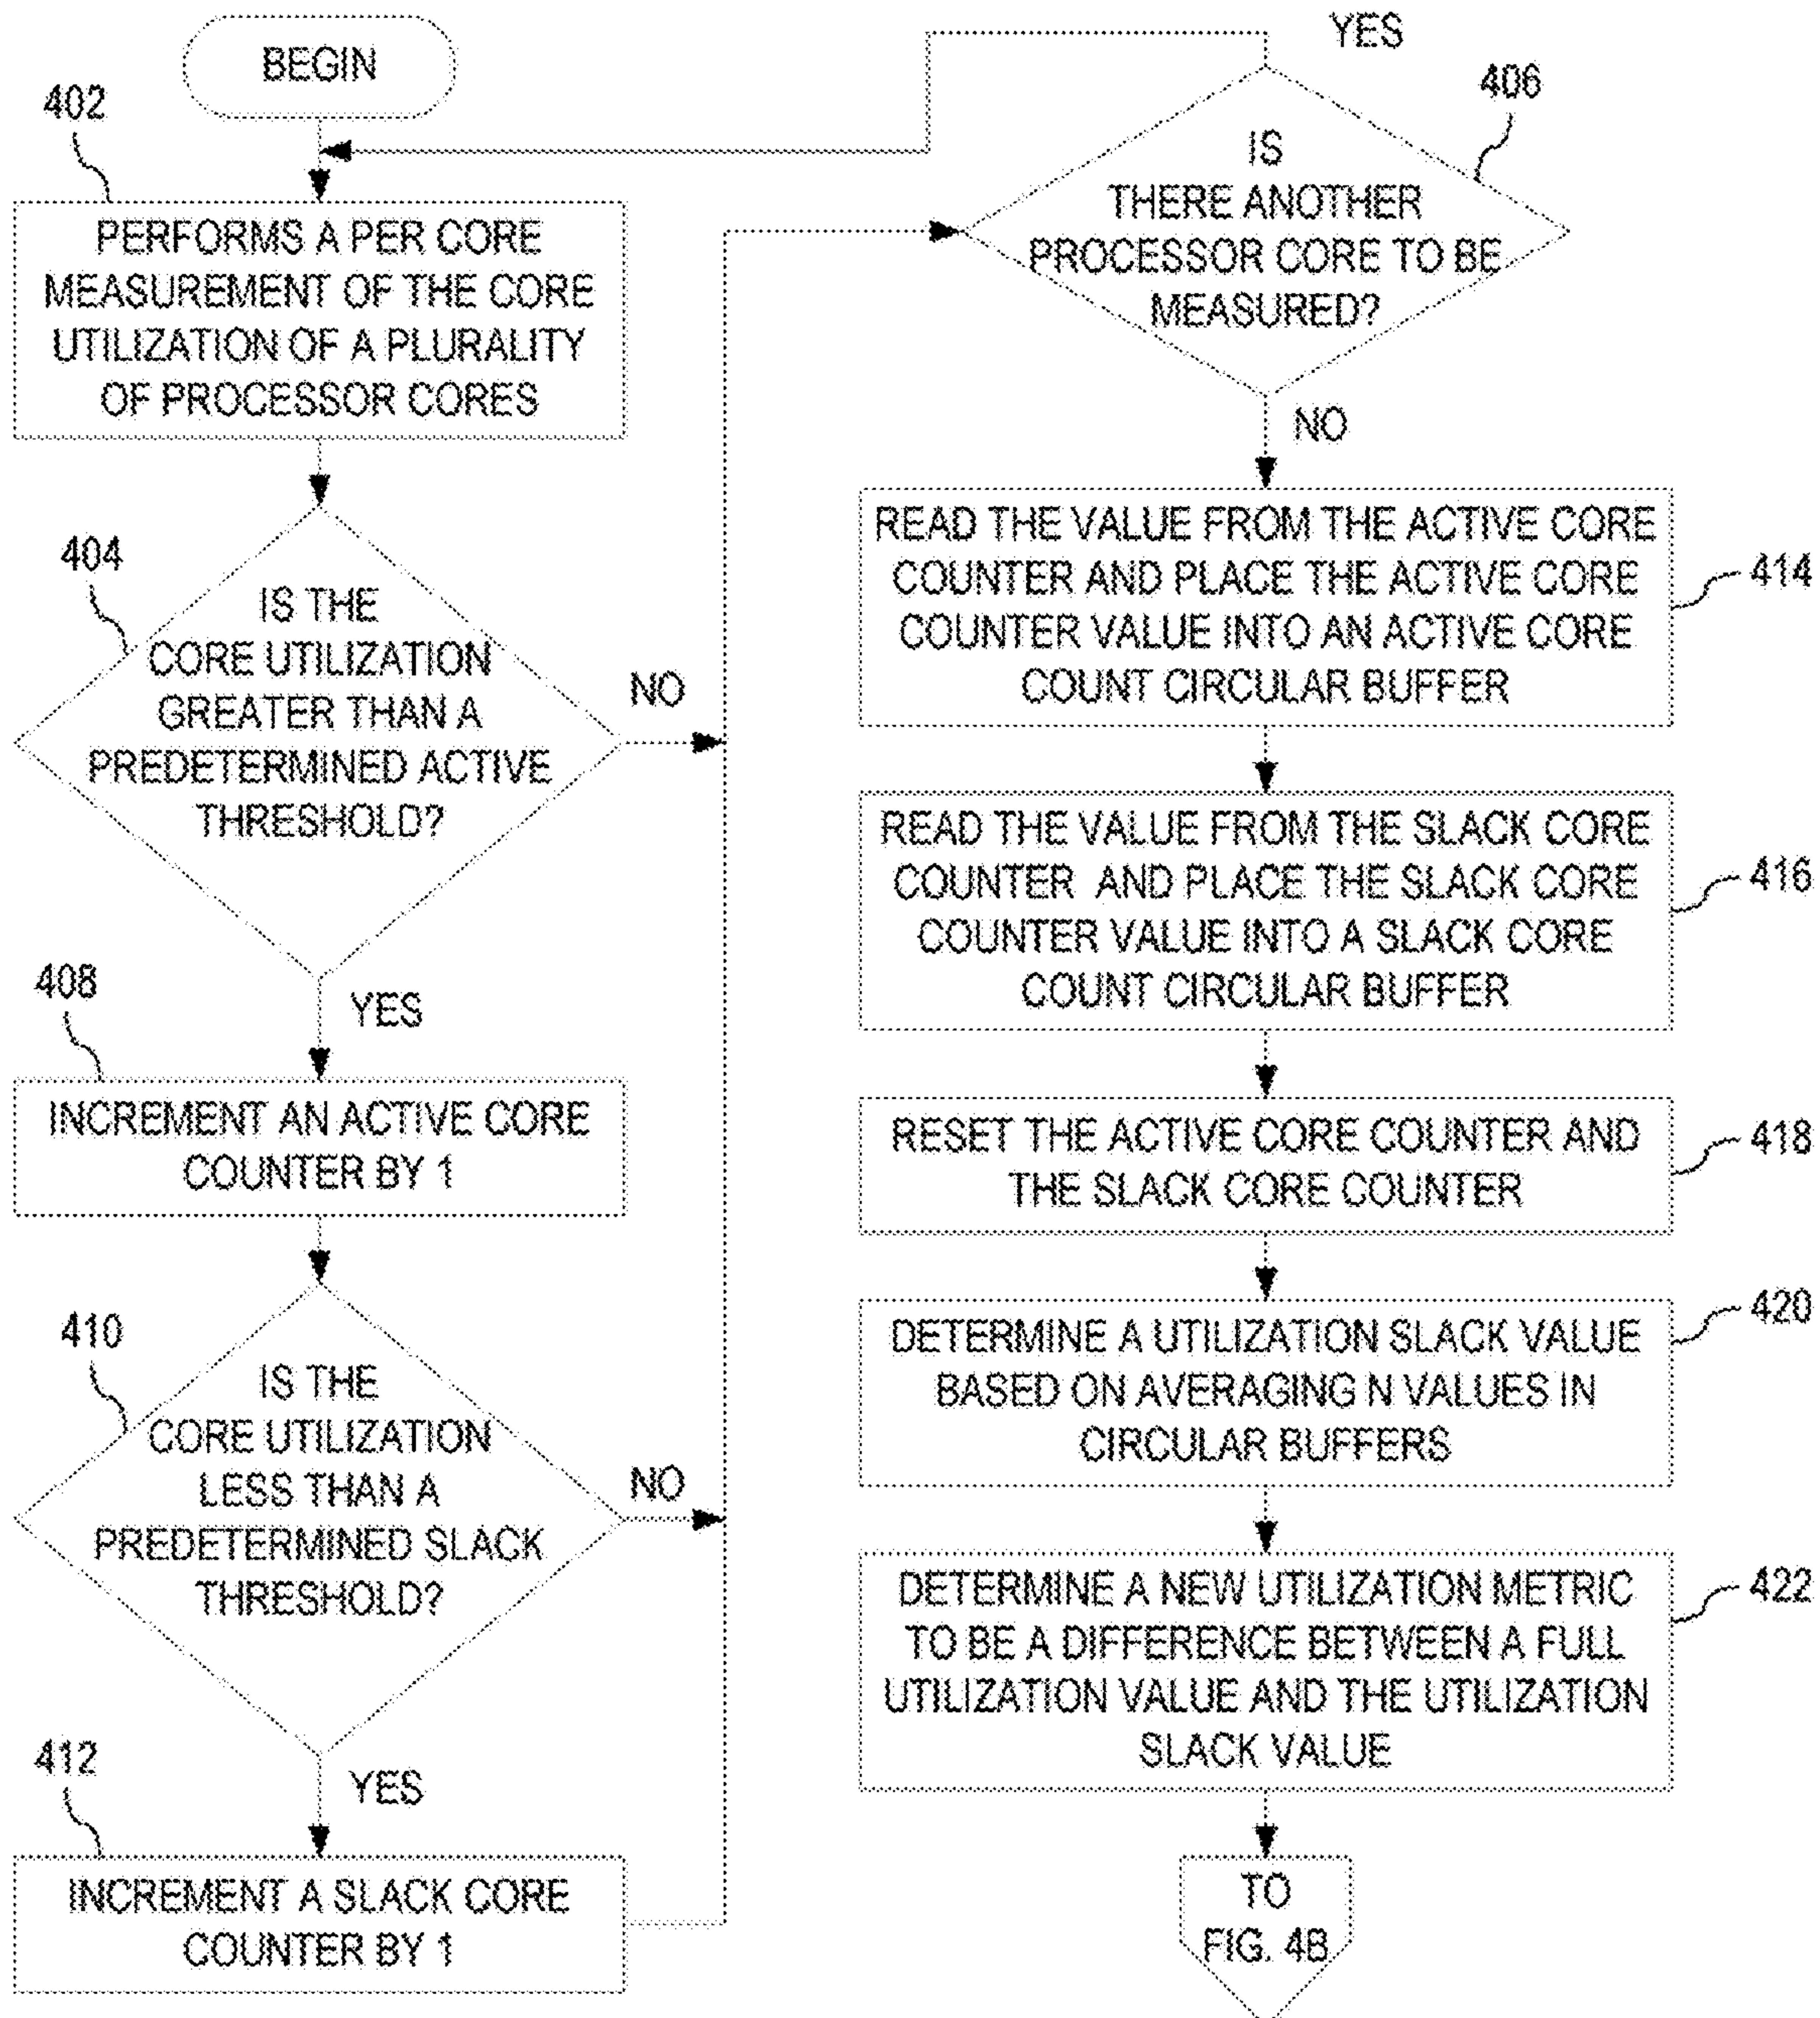 BEGIN
402
PERFORMS A PER CORE
MEASUREMENT OF THE CORE
UTILIZATION OF A PLURALITY
OF PROCESSOR CORES
404
IS THE
CORE UTILIZATION
GREATER THAN A
PREDETERMINED ACTIVE
THRESHOLD?
NO
YES
408
INCREMENT AN ACTIVE CORE
COUNTER BY 1
410
IS THE
CORE UTILIZATION
LESS THAN A
PREDETERMINED SLACK
THRESHOLD?
NO
YES
412
INCREMENT A SLACK CORE
COUNTER BY 1
YES
406
IS
THERE ANOTHER
PROCESSOR CORE TO BE
MEASURED?
NO
READ THE VALUE FROM THE ACTIVE CORE
COUNTER AND PLACE THE ACTIVE CORE
COUNTER VALUE INTO AN ACTIVE CORE
COUNT CIRCULAR BUFFER
414
READ THE VALUE FROM THE SLACK CORE
COUNTER AND PLACE THE SLACK CORE
COUNTER VALUE INTO A SLACK CORE
COUNT CIRCULAR BUFFER
416
RESET THE ACTIVE CORE COUNTER AND
THE SLACK CORE COUNTER
418
DETERMINE A UTILIZATION SLACK VALUE
BASED ON AVERAGING N VALUES IN
CIRCULAR BUFFERS
420
DETERMINE A NEW UTILIZATION METRIC
TO BE A DIFFERENCE BETWEEN A FULL
UTILIZATION VALUE AND THE UTILIZATION
SLACK VALUE
422
TO
FIG. 4B